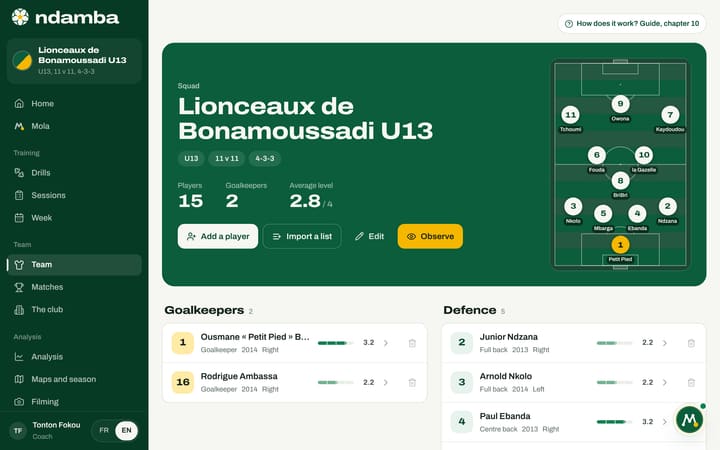 ndamba
Lionceaux de
Bonamoussadi U13
U13, 11 v 11, 4-3-3
Home
Mola
Training
Drills
Sessions
Week
Team
Team
Matches
The club
Analysis
Analysis
Maps and season
Filming
TF
Tonton Fokou
Coach
FR
EN
How does it work? Guide, chapter 10
Squad
Lionceaux de
Bonamoussadi U13
U13
11 v 11
4-3-3
Players
15
Goalkeepers
2
Average level
2.8 / 4
Add a player
Import a list
Edit
Observe
9
Owona
11
Tchoumi
7
Kaydoudou
6
Fouda
10
la Gazelle
8
BriBri
3
Nkolo
2
Ndzana
5
Mbarga
4
Ebanda
1
Petit Pied
Goalkeepers 2
1
Ousmane « Petit Pied » B…
Goalkeeper 2014 Right
3.2
16
Rodrigue Ambassa
Goalkeeper 2014 Right
2.2
Defence 5
2
Junior Ndzana
Full back 2013 Right
2.2
3
Arnold Nkolo
Full back 2014 Left
2.2
4
Paul Ebanda
Centre back 2013 Right
3.2